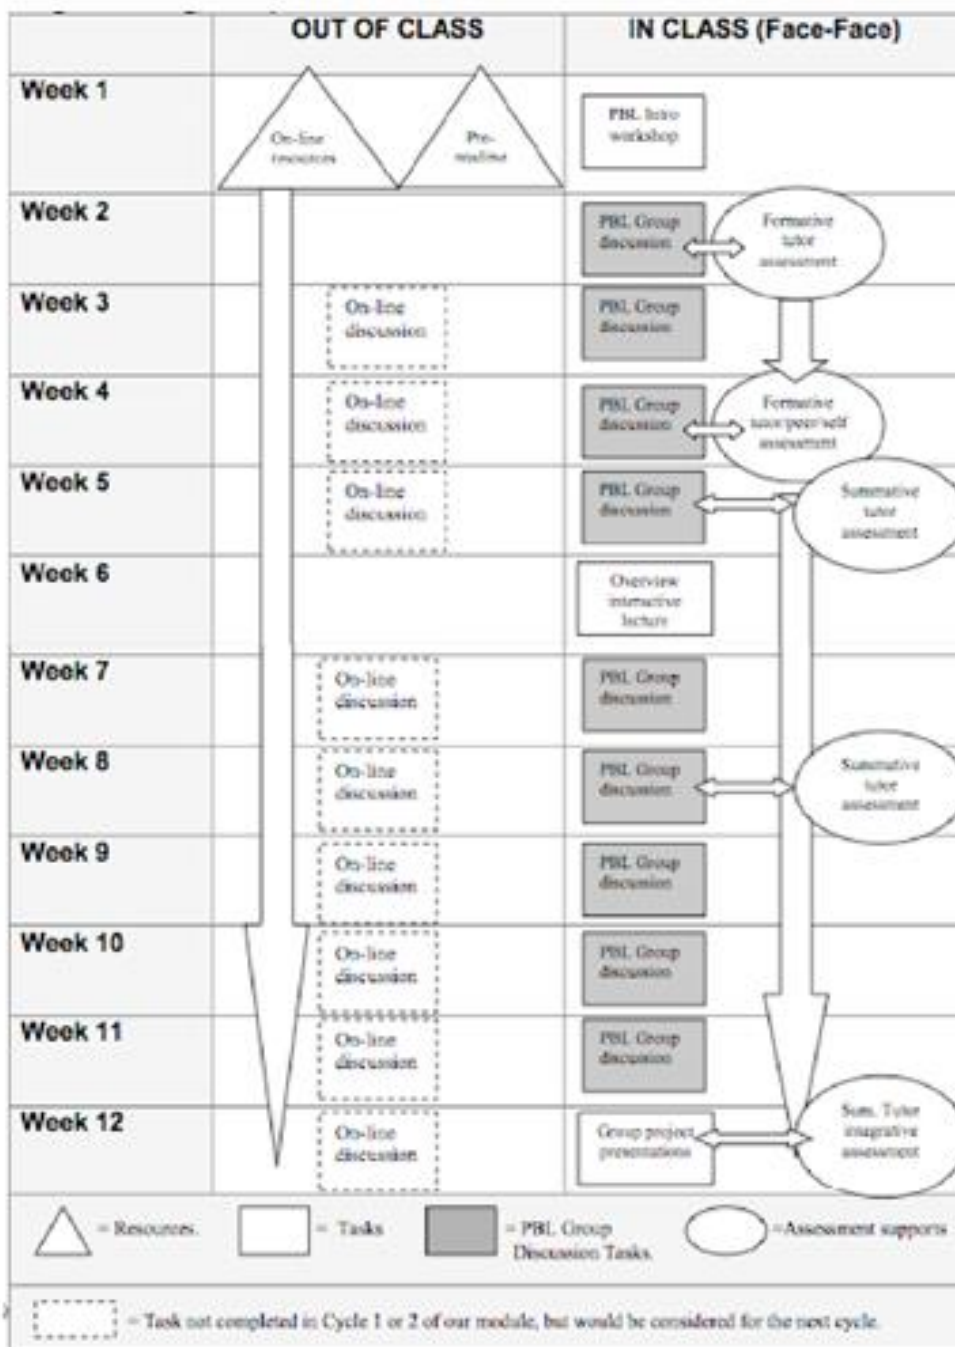 OUT OF CLASS
IN CLASS (Face-Face)
Week 1
On-line
resources
Pre-
reading
PBL Intro
workshop
Week 2
PBL Group
discussion
Formative
tutor
assessment
Week 3
On-line
discussion
PBL Group
discussion
Week 4
On-line
discussion
PBL Group
discussion
Formative
tutor/peer/self
assessment
Week 5
On-line
discussion
PBL Group
discussion
Summative
tutor
assessment
Week 6
Overview
interactive
lecture
Week 7
On-line
discussion
PBL Group
discussion
Week 8
On-line
discussion
PBL Group
discussion
Summative
tutor
assessment
Week 9
On-line
discussion
PBL Group
discussion
Week 10
On-line
discussion
PBL Group
discussion
Week 11
On-line
discussion
PBL Group
discussion
Week 12
On-line
discussion
Group project
presentations
Sum. Tutor
integrative
assessment
= Resources.
= Tasks
= PBL Group
Discussion Tasks.
=Assessment supports
= Task not completed in Cycle 1 or 2 of our module, but would be considered for the next cycle.